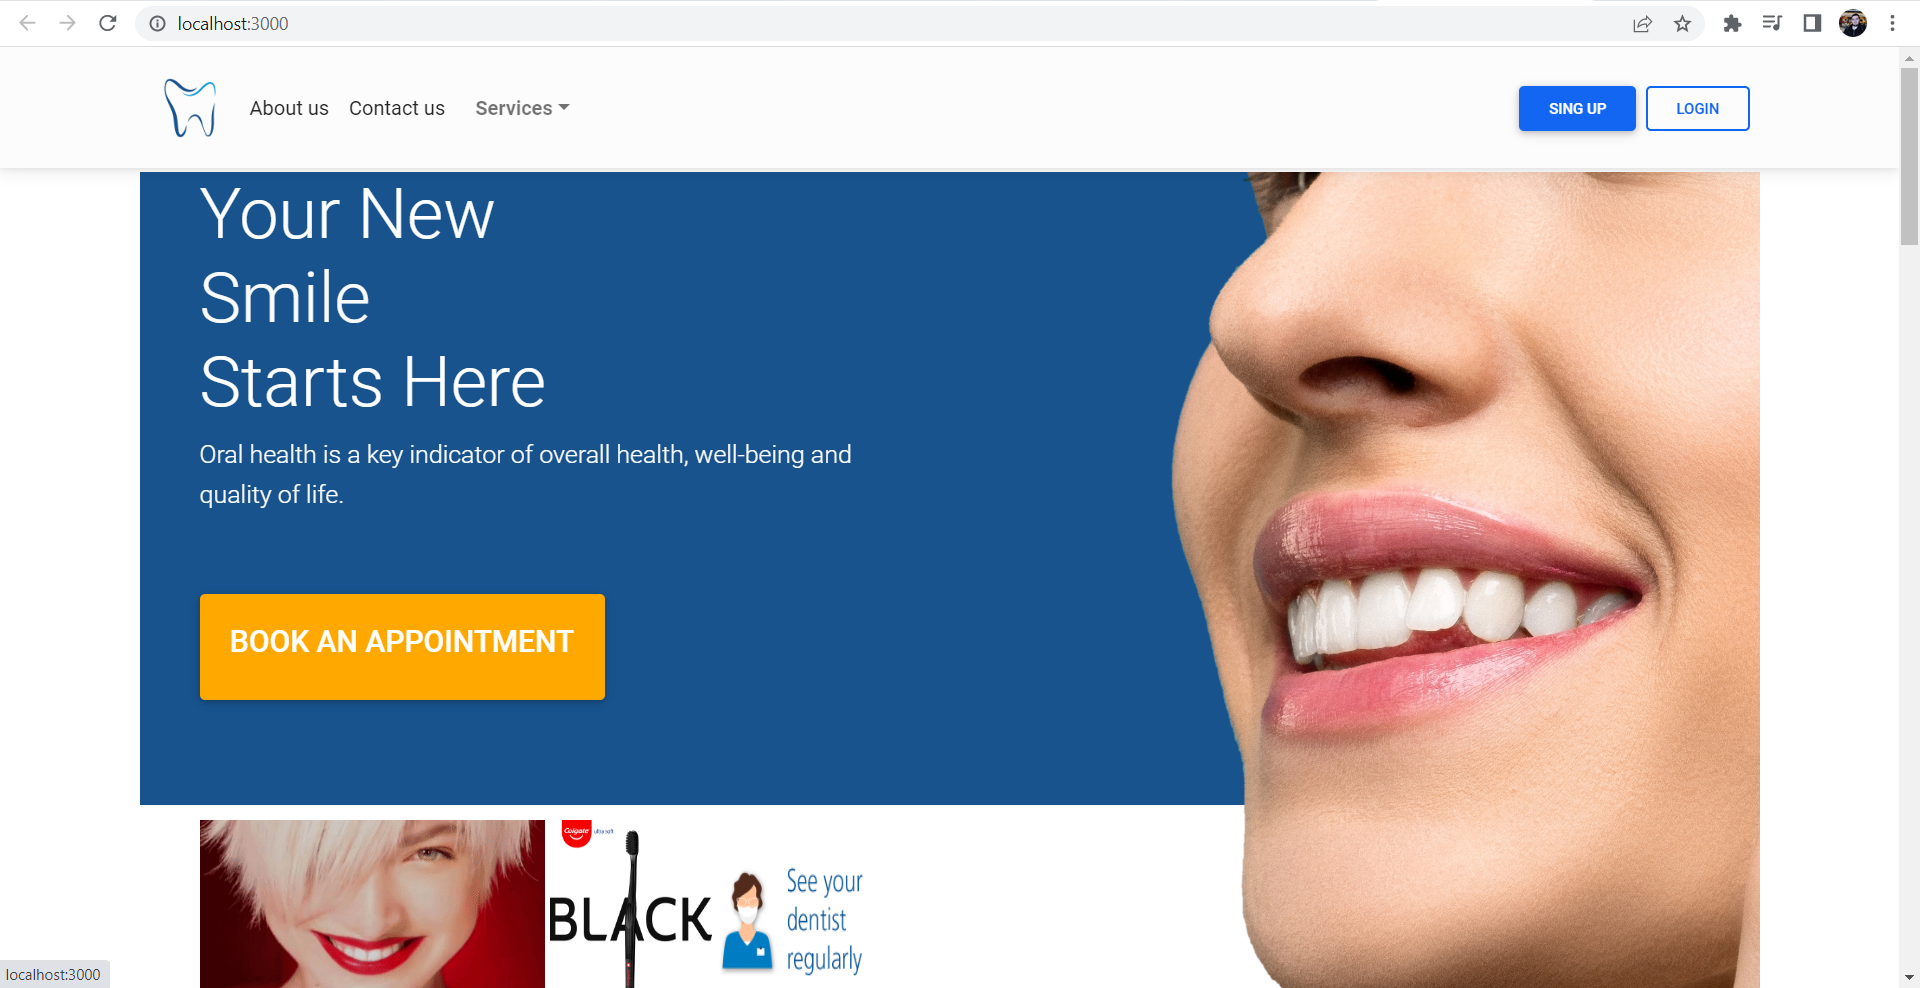 localhost:3000
About us Contact us Services
SING UP LOGIN
Your New
Smile
Starts Here
Oral health is a key indicator of overall health, well-being and
quality of life.
BOOK AN APPOINTMENT
Colgate ultra soft
BLACK
See your
dentist
regularly
localhost:3000